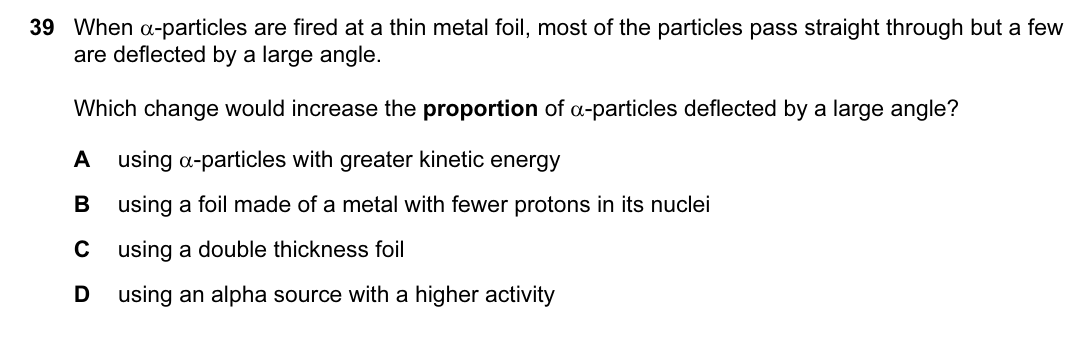 39 When α-particles are fired at a thin metal foil, most of the particles pass straight through but a few
are deflected by a large angle.
Which change would increase the proportion of α-particles deflected by a large angle?
A using α-particles with greater kinetic energy
B using a foil made of a metal with fewer protons in its nuclei
C using a double thickness foil
D using an alpha source with a higher activity